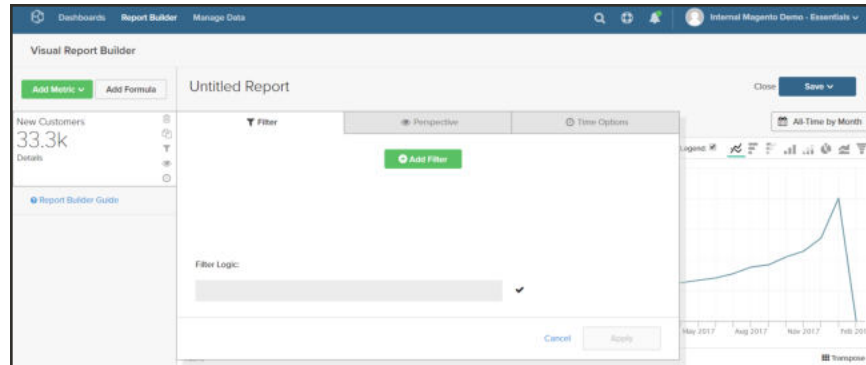 Dashboards Report Builder Manage Data Internal Magento Demo - Essentials
Visual Report Builder
Add Metric Add Formula Untitled Report Close Save
New Customers
33.3k
Details
Filter Perspective Time Options
All-Time by Month
Legend:
Add Filter
Report Builder Guide
Filter Logic:
Cancel Apply
May 2017 Aug 2017 Nov 2017 Feb 201
Transpose